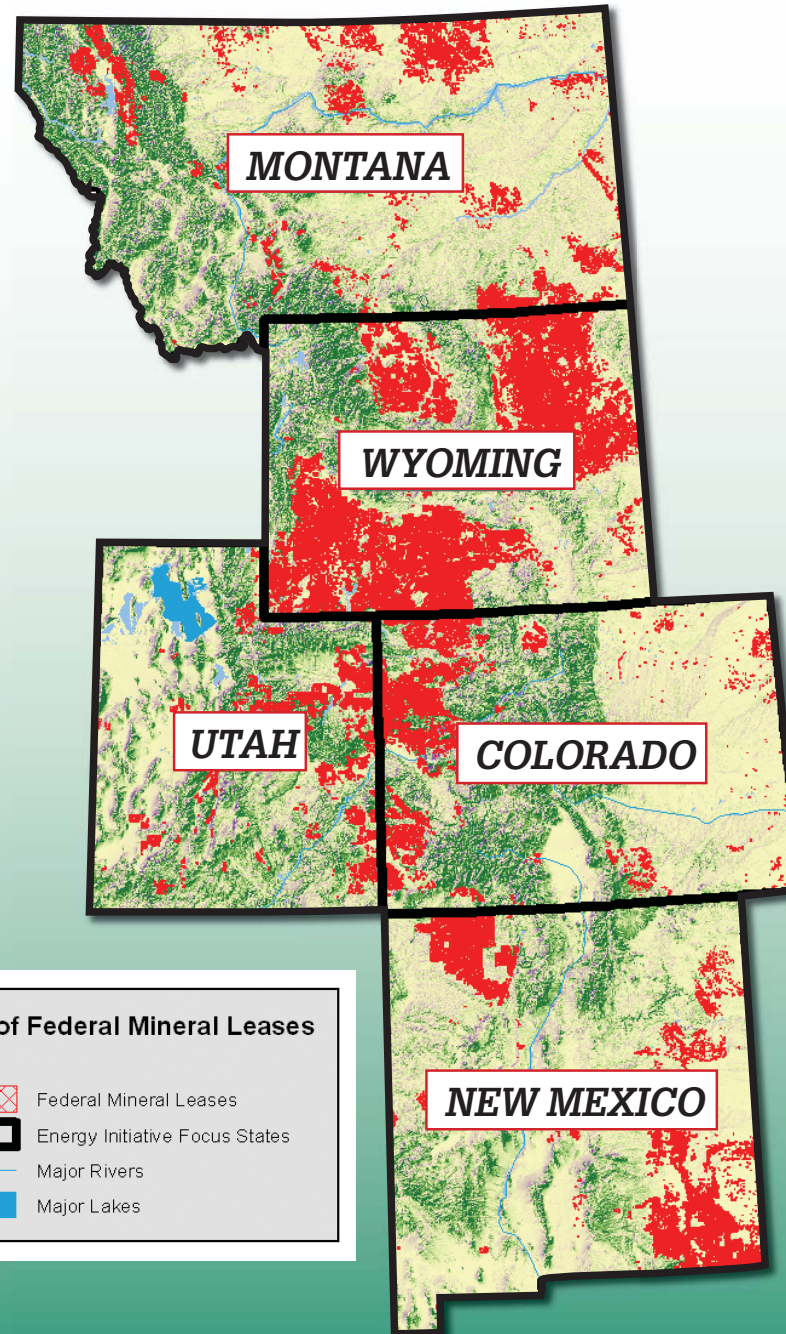 MONTANA
WYOMING
UTAH
COLORADO
NEW MEXICO
of Federal Mineral Leases
Federal Mineral Leases
Energy Initiative Focus States
Major Rivers
Major Lakes